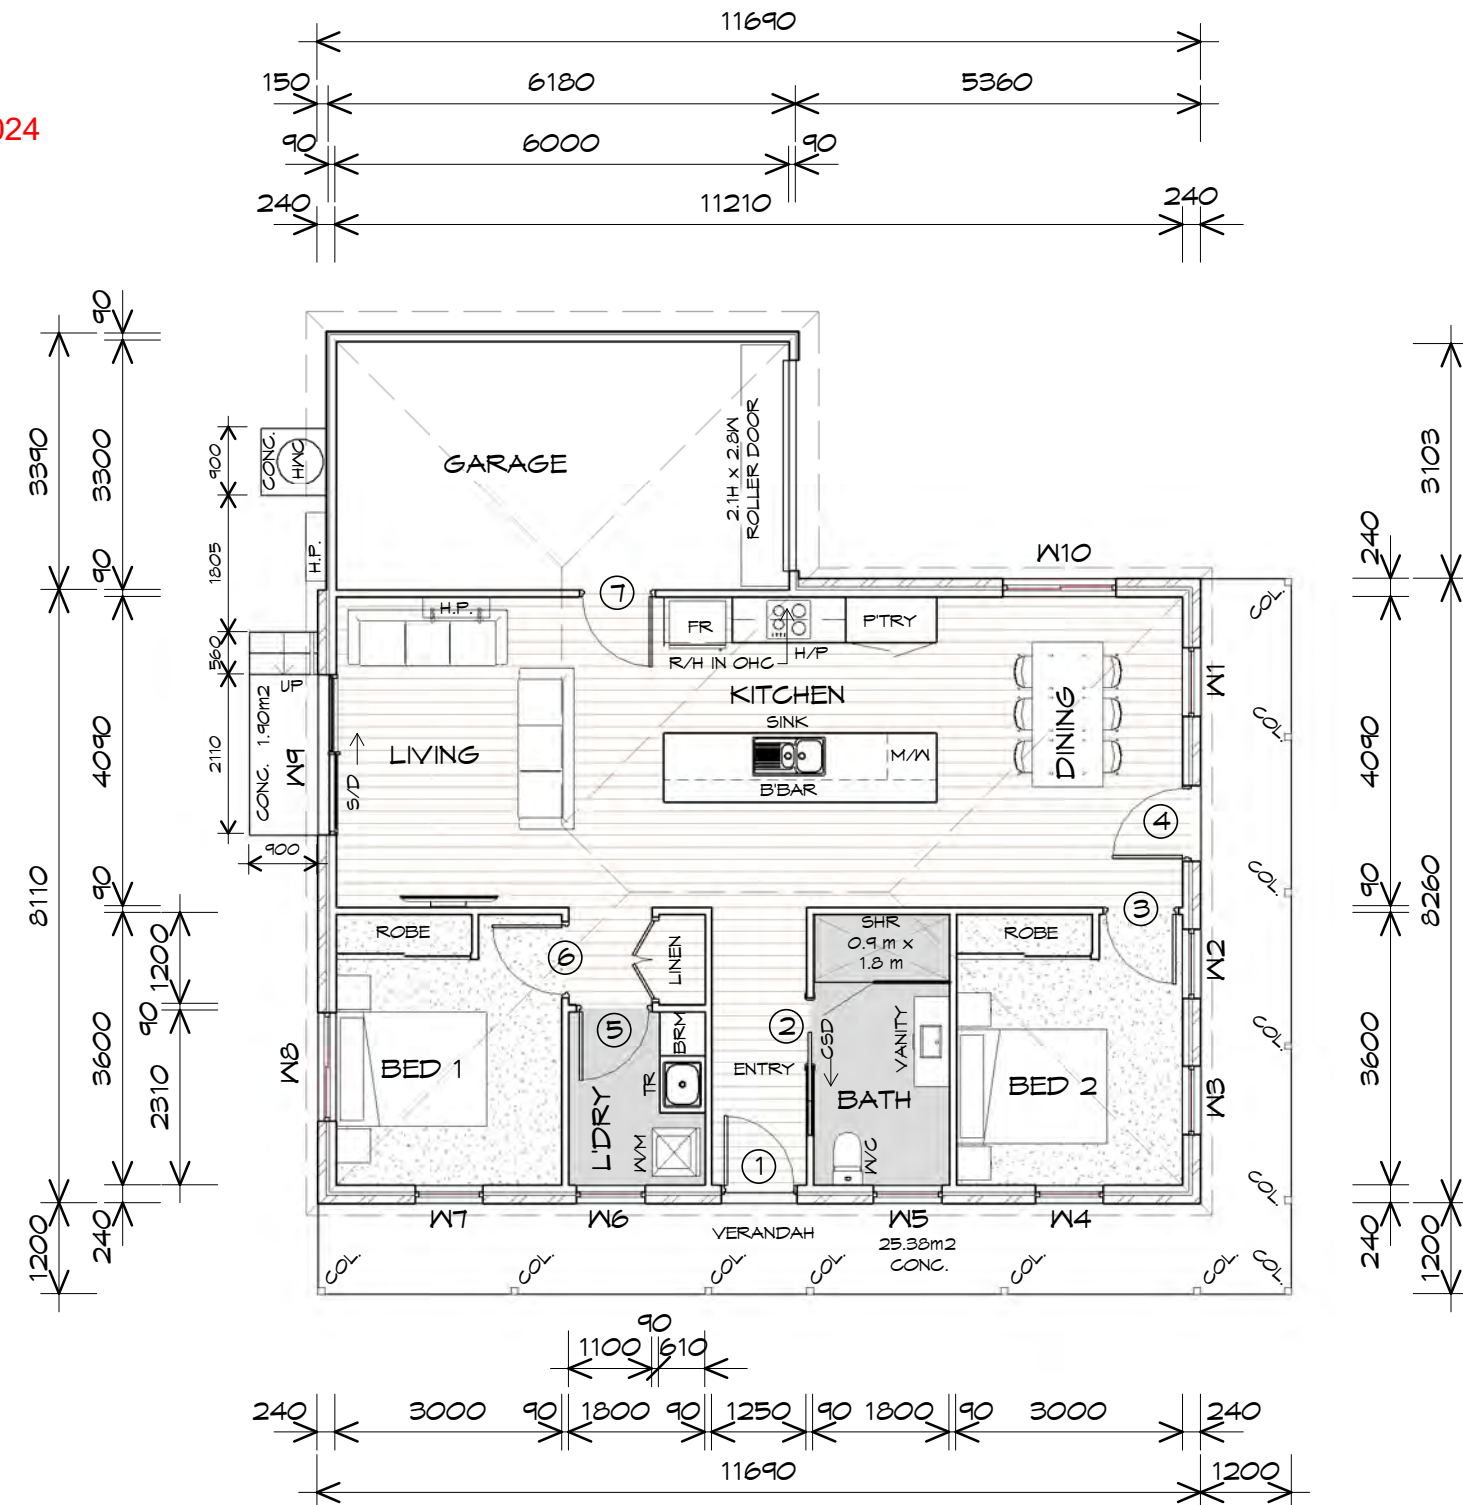 11690
150 6180 5360
024
90 6000 90
240 11210 240
90
3390
3300
90
900
CONC.
HWC
1805
H.P.
GARAGE
2.1H x 2.8W
ROLLER DOOR
3103
240
W10
COL.
7
H.P.
FR
P'TRY
R/H IN OHC
H/P
560
UP
KITCHEN
SINK
W1
COL.
DINING
CONC. 1.90m2
W9
2110
S/D
LIVING
M/W
B'BAR
4
4090
4090
900
8110
90
90
8260
COL.
3
ROBE
6
LINEN
SHR
0.9 m x
1.8 m
ROBE
W2
1200
90
3600
2310
5
BRM
2
CSD
VANITY
COL.
3600
W8
BED 1
TR
ENTRY
BATH
BED 2
W3
L'DRY
W/M
1
W/C
COL.
1200
240
W7
W6
VERANDAH
W5
25.38m2
CONC.
W4
240
1200
COL.
COL.
COL.
COL.
COL.
COL.
COL.
90
1100 610
240 3000 90 1800 90 1250 90 1800 90 3000 240
11690 1200